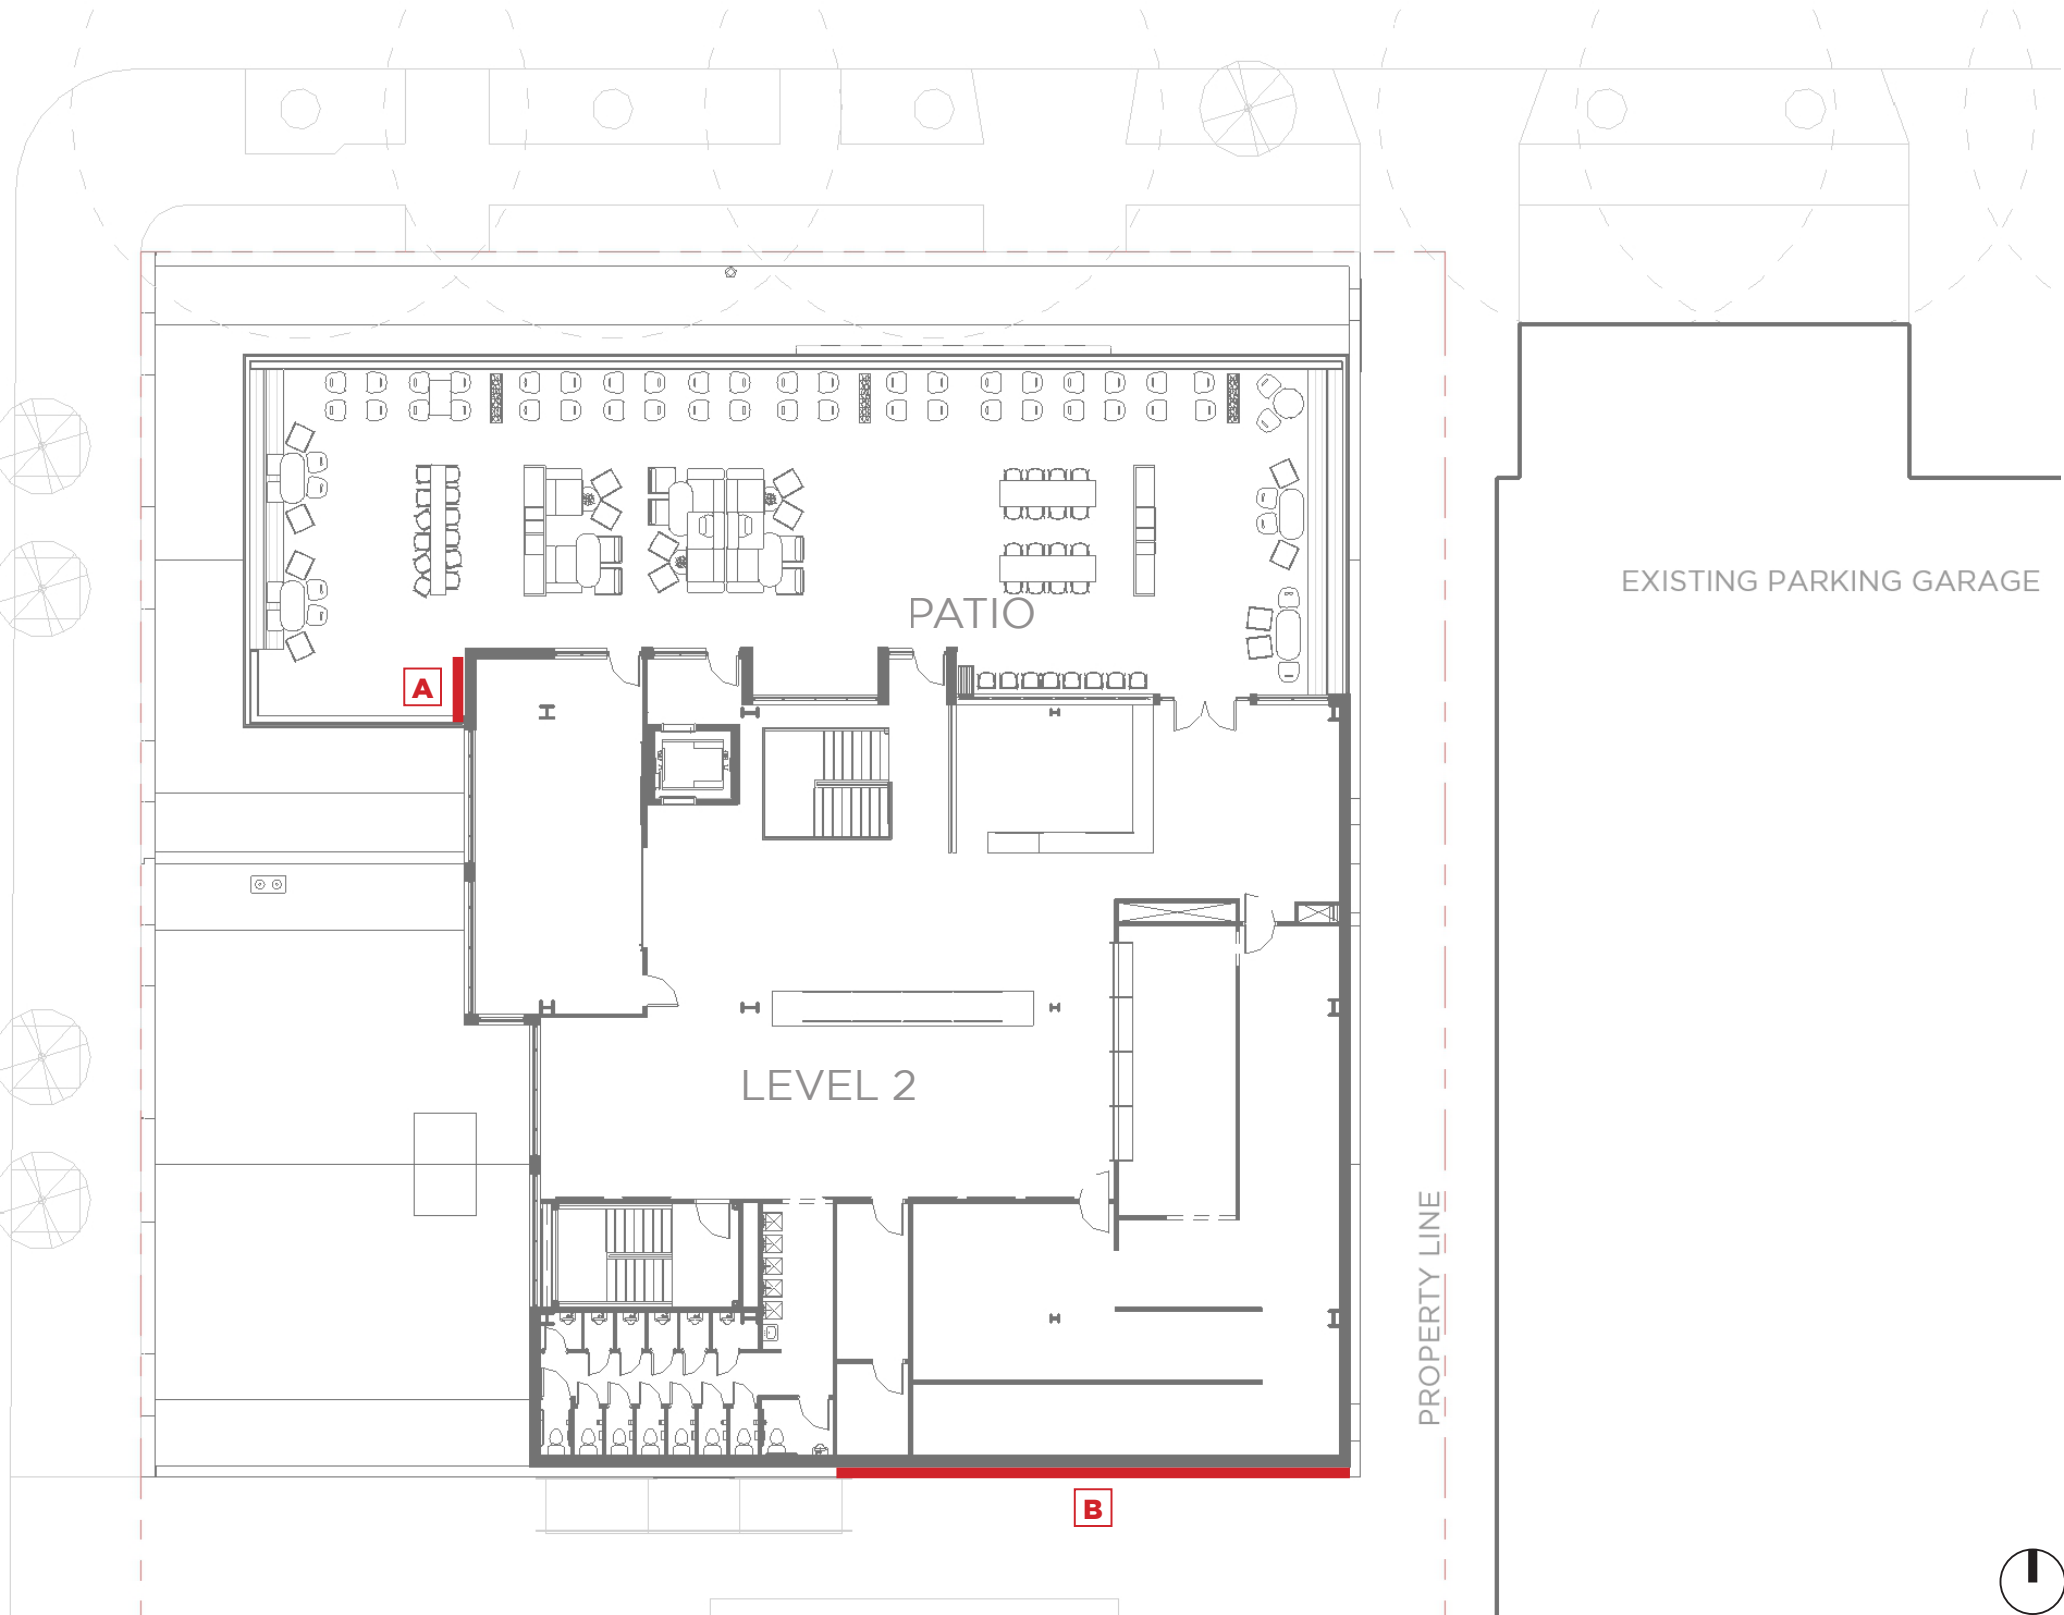 EXISTING PARKING GARAGE
PATIO
A
LEVEL 2
PROPERTY LINE
B